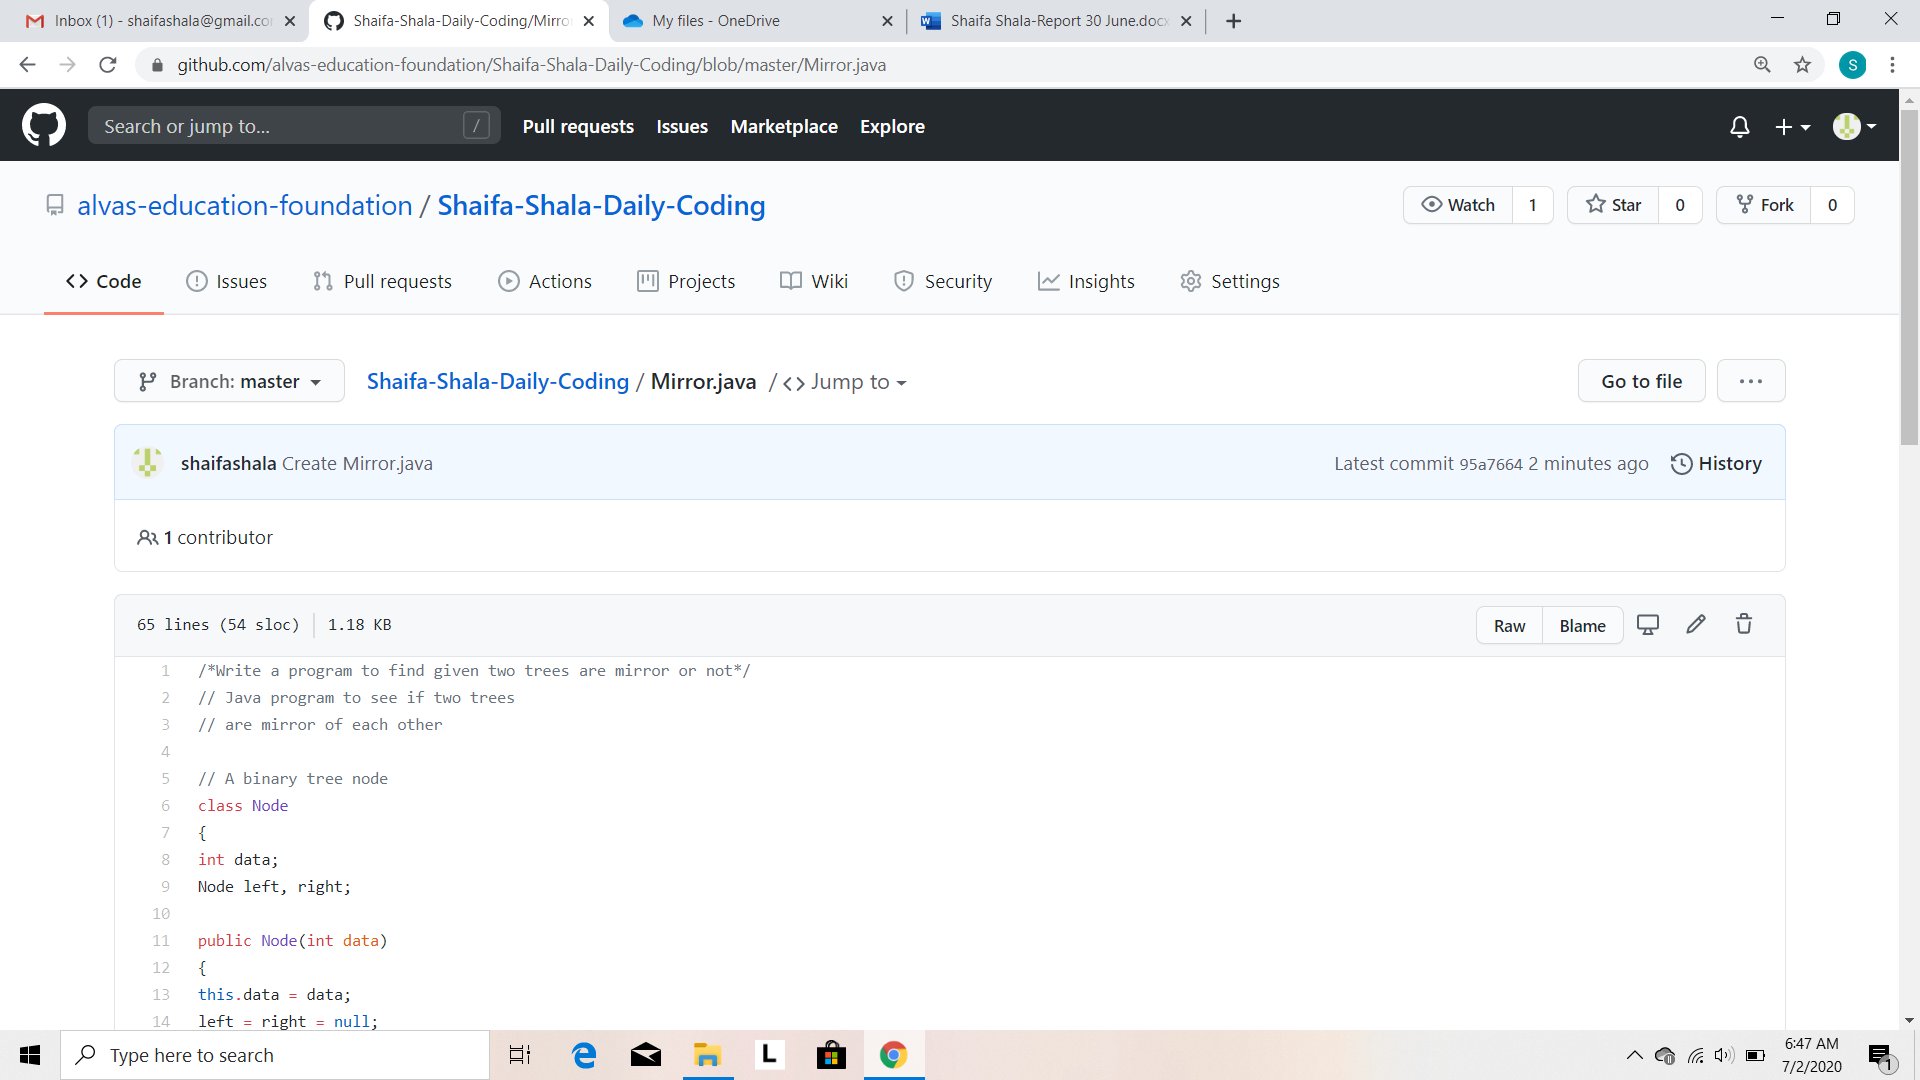 Inbox (1) - shaifashala@gmail.co
Shaifa-Shala-Daily-Coding/Mirro
My files - OneDrive
Shaifa Shala-Report 30 June.docx
github.com/alvas-education-foundation/Shaifa-Shala-Daily-Coding/blob/master/Mirror.java
S
Search or jump to... /
Pull requests Issues Marketplace Explore
alvas-education-foundation / Shaifa-Shala-Daily-Coding
Watch 1 Star 0 Fork 0
Code Issues Pull requests Actions Projects Wiki Security Insights Settings
Branch: master Shaifa-Shala-Daily-Coding / Mirror.java / <> Jump to
Go to file ...
shaifashala Create Mirror.java
Latest commit 95a7664 2 minutes ago History
1 contributor
65 lines (54 sloc) 1.18 KB
Raw Blame
1 /*Write a program to find given two trees are mirror or not*/
2 // Java program to see if two trees
3 // are mirror of each other
4
5 // A binary tree node
6 class Node
7 {
8 int data;
9 Node left, right;
10
11 public Node(int data)
12 {
13 this.data = data;
14 left = right = null;
Type here to search
L
6:47 AM
7/2/2020
1